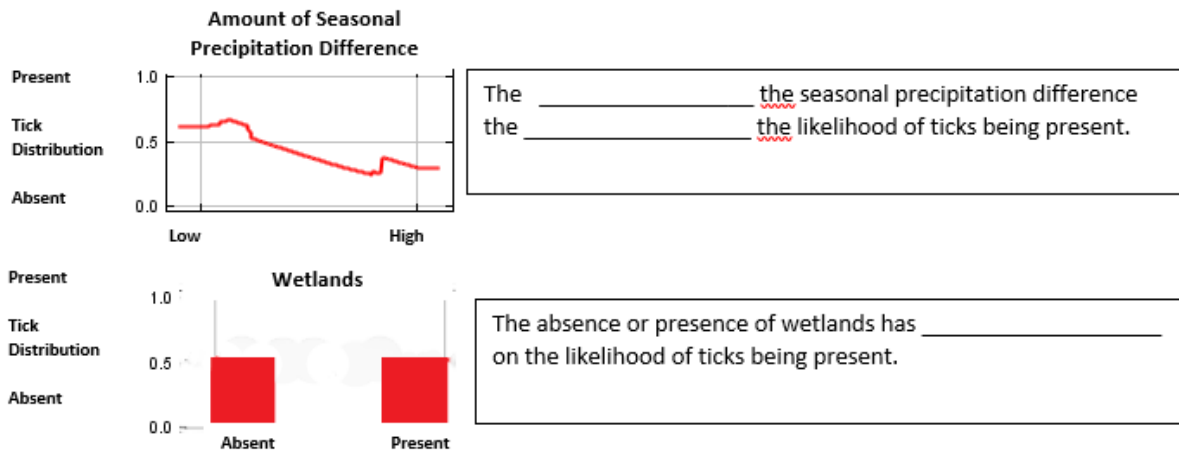 Amount of Seasonal
Precipitation Difference
Present
1.0
Tick
Distribution
0.5
Absent
0.0
Low High
The ___________________ the seasonal precipitation difference
the ____________________ the likelihood of ticks being present.
Wetlands
Present
1.0
Tick
Distribution
0.5
Absent
0.0
Absent Present
The absence or presence of wetlands has _____________________
on the likelihood of ticks being present.